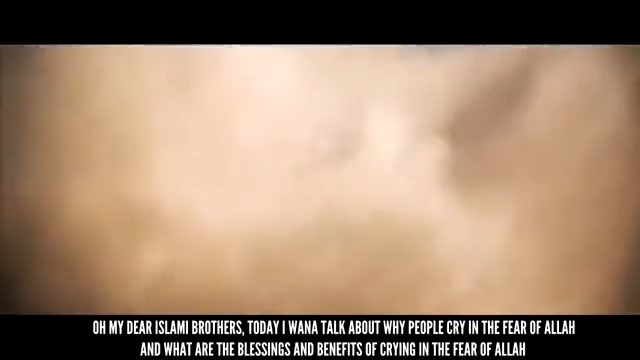 OH MY DEAR ISLAMI BROTHERS, TODAY I WANA TALK ABOUT WHY PEOPLE CRY IN THE FEAR OF ALLAH
AND WHAT ARE THE BLESSINGS AND BENEFITS OF CRYING IN THE FEAR OF ALLAH